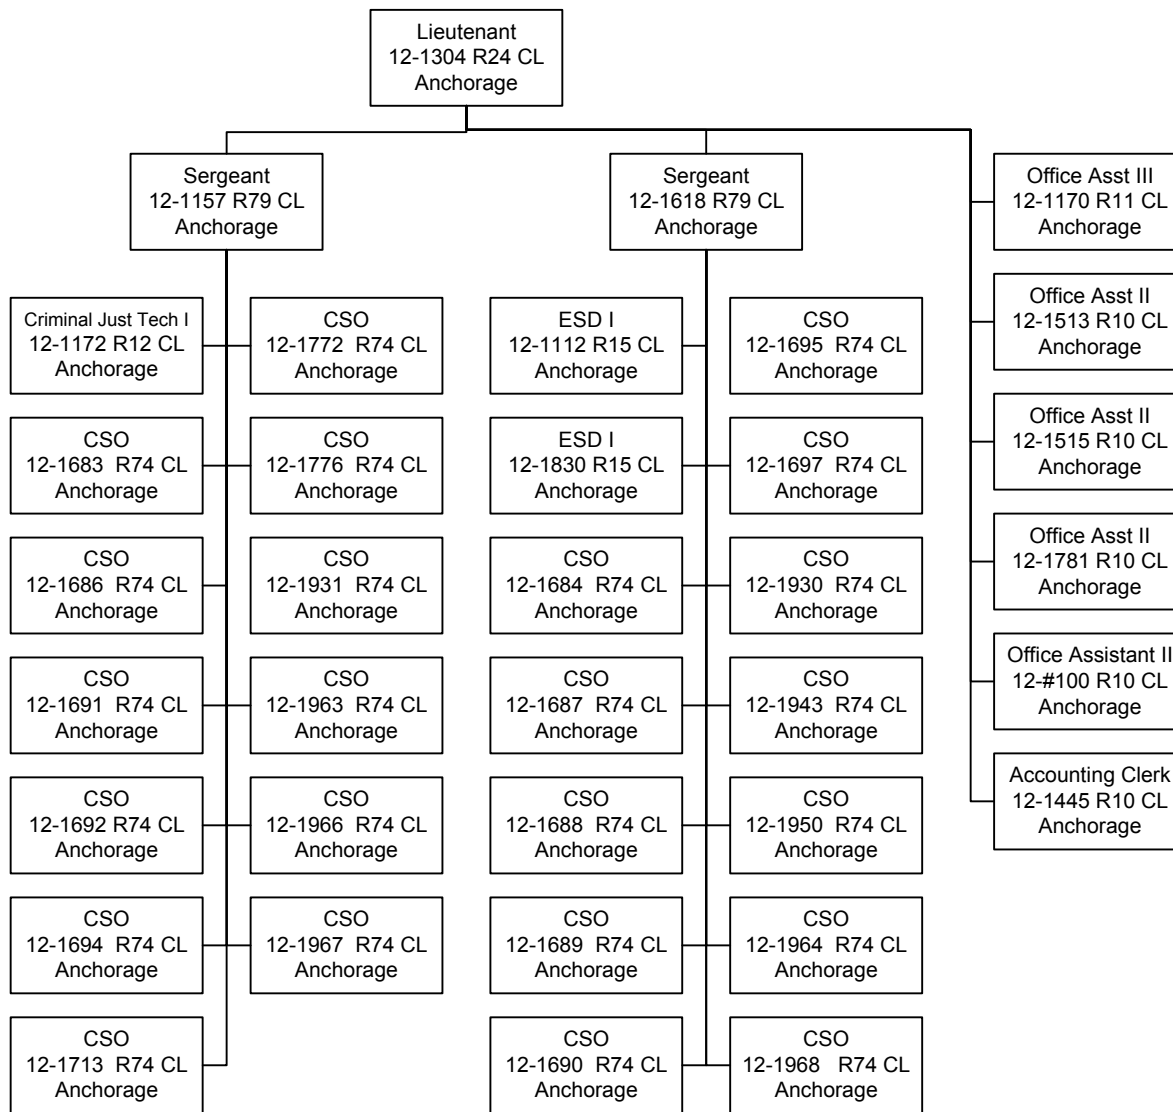 Lieutenant
12-1304 R24 CL
Anchorage
Sergeant
12-1157 R79 CL
Anchorage
Sergeant
12-1618 R79 CL
Anchorage
Office Asst III
12-1170 R11 CL
Anchorage
Criminal Just Tech I
12-1172 R12 CL
Anchorage
CSO
12-1772 R74 CL
Anchorage
ESD I
12-1112 R15 CL
Anchorage
CSO
12-1695 R74 CL
Anchorage
Office Asst II
12-1513 R10 CL
Anchorage
CSO
12-1683 R74 CL
Anchorage
CSO
12-1776 R74 CL
Anchorage
ESD I
12-1830 R15 CL
Anchorage
CSO
12-1697 R74 CL
Anchorage
Office Asst II
12-1515 R10 CL
Anchorage
CSO
12-1686 R74 CL
Anchorage
CSO
12-1931 R74 CL
Anchorage
CSO
12-1684 R74 CL
Anchorage
CSO
12-1930 R74 CL
Anchorage
Office Asst II
12-1781 R10 CL
Anchorage
CSO
12-1691 R74 CL
Anchorage
CSO
12-1963 R74 CL
Anchorage
CSO
12-1687 R74 CL
Anchorage
CSO
12-1943 R74 CL
Anchorage
Office Assistant II
12-#100 R10 CL
Anchorage
CSO
12-1692 R74 CL
Anchorage
CSO
12-1966 R74 CL
Anchorage
CSO
12-1688 R74 CL
Anchorage
CSO
12-1950 R74 CL
Anchorage
Accounting Clerk
12-1445 R10 CL
Anchorage
CSO
12-1694 R74 CL
Anchorage
CSO
12-1967 R74 CL
Anchorage
CSO
12-1689 R74 CL
Anchorage
CSO
12-1964 R74 CL
Anchorage
CSO
12-1713 R74 CL
Anchorage
CSO
12-1690 R74 CL
Anchorage
CSO
12-1968 R74 CL
Anchorage